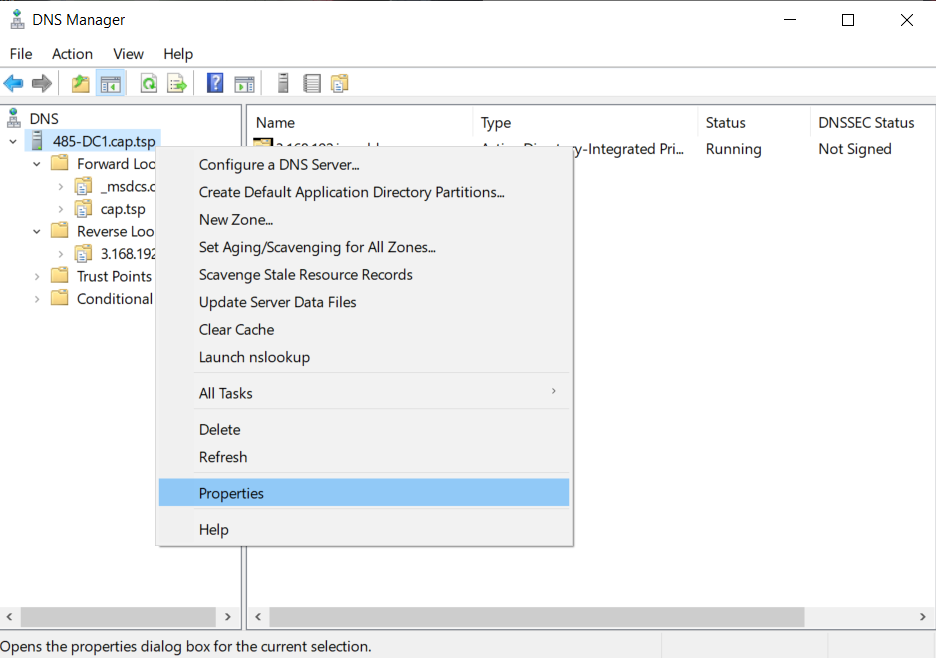 DNS Manager
File Action View Help
DNS
485-DC1.cap.tsp
Forward Loo
_msdcs.c
cap.tsp
Reverse Loo
3.168.192
Trust Points
Conditional
Name Type Status DNSSEC Status
ry-Integrated Pri... Running Not Signed
Configure a DNS Server...
Create Default Application Directory Partitions...
New Zone...
Set Aging/Scavenging for All Zones...
Scavenge Stale Resource Records
Update Server Data Files
Clear Cache
Launch nslookup
All Tasks
Delete
Refresh
Properties
Help
Opens the properties dialog box for the current selection.